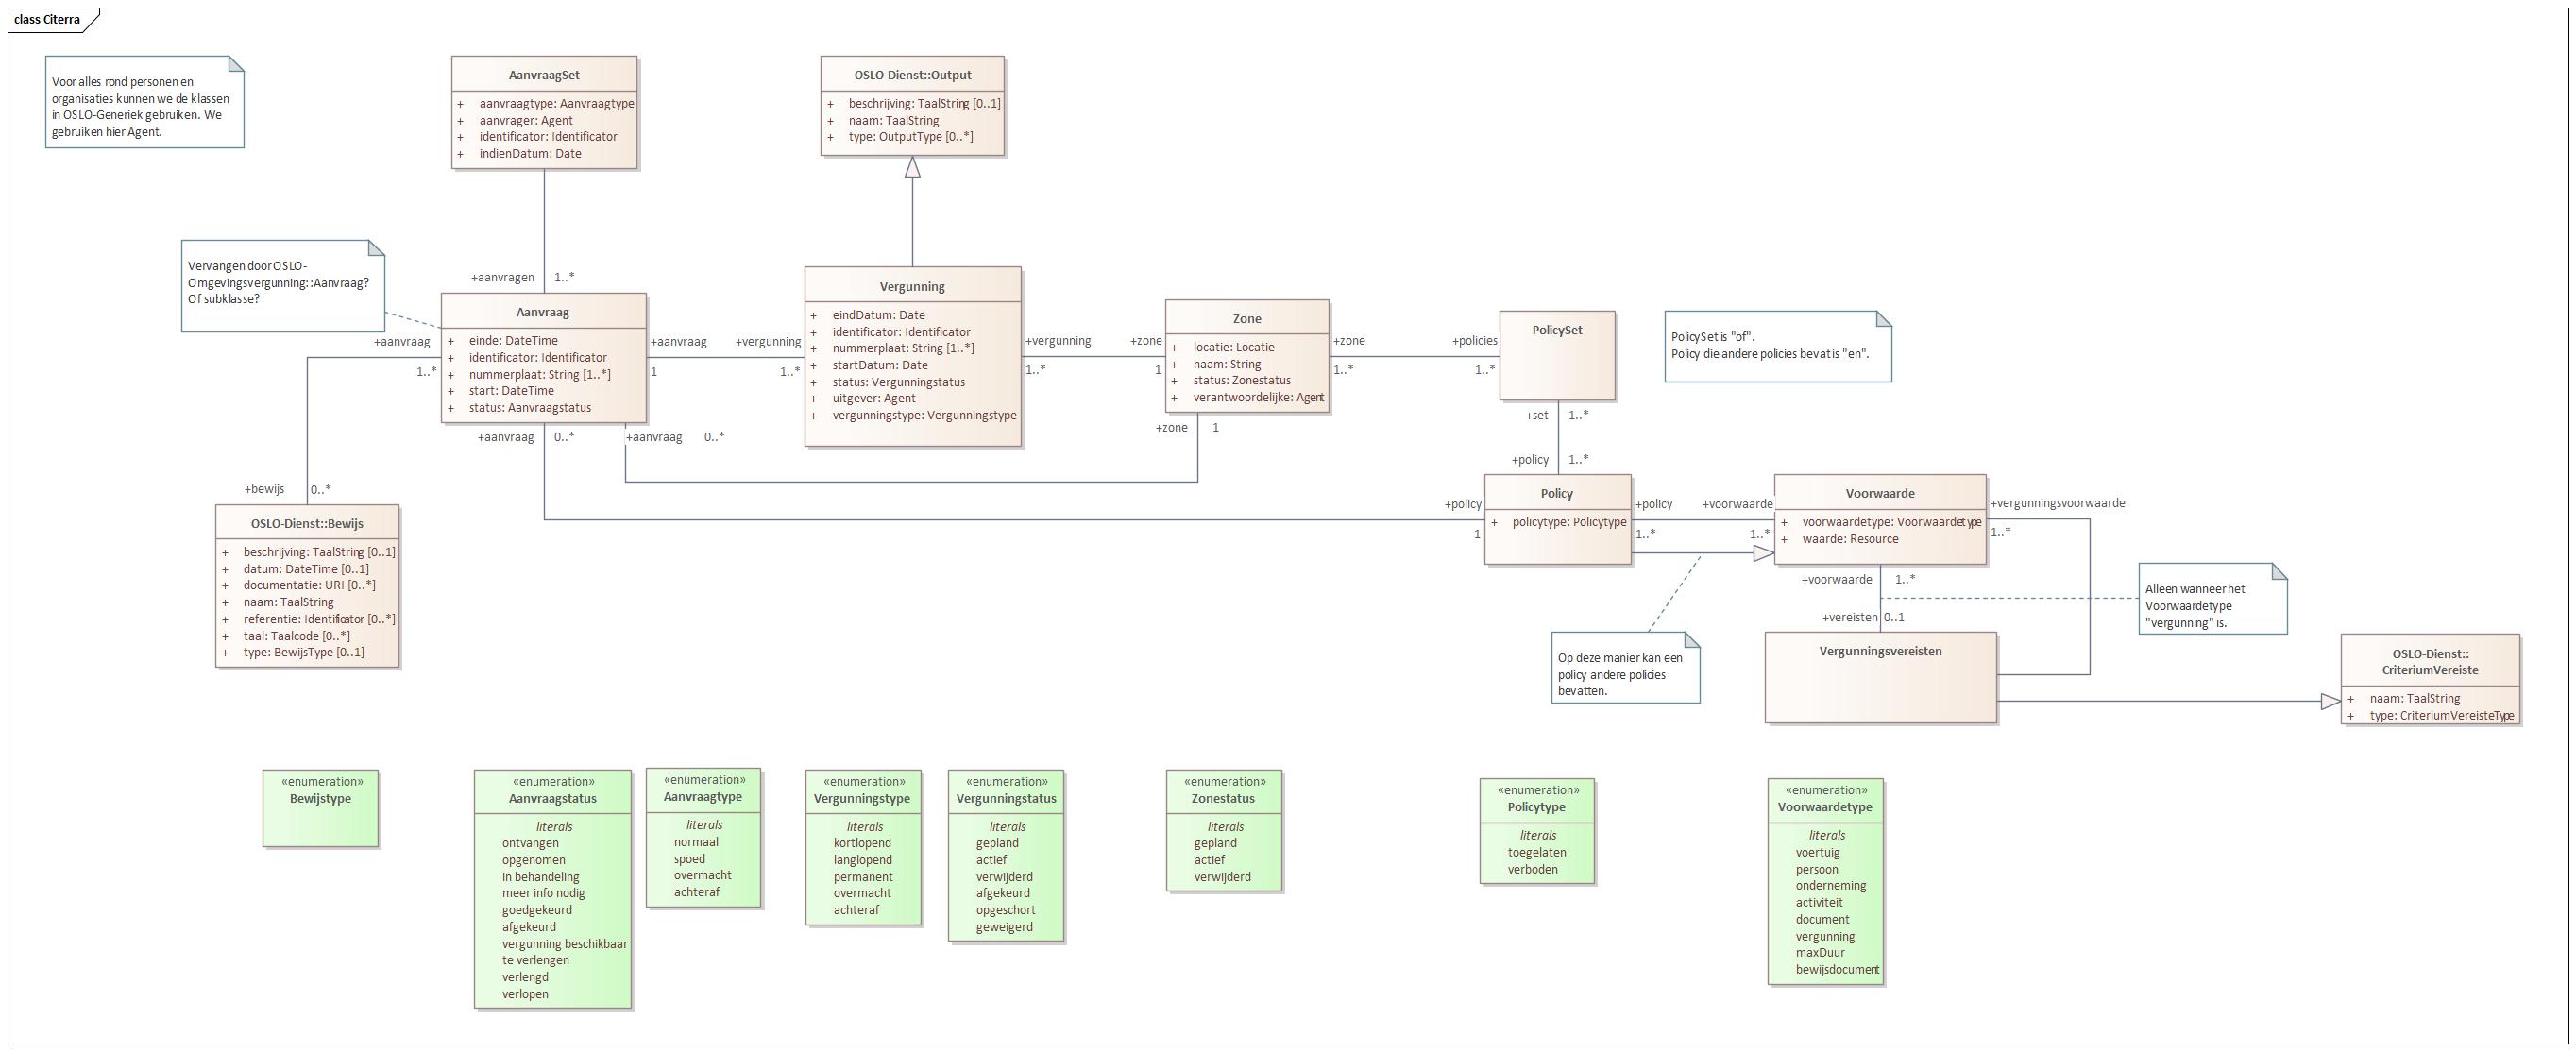 class Citerra
Voor alles rond personen en
organisaties kunnen we de klassen
in OSLO-Generiek gebruiken. We
gebruiken hier Agent.
AanvraagSet
+ aanvraagtype: Aanvraagtype
+ aanvrager: Agent
+ identificator: Identificator
+ indienDatum: Date
OSLO-Dienst::Output
+ beschrijving: TaalString [0..1]
+ naam: TaalString
+ type: OutputType [0..*]
Vervangen door OSLO-
Omgevingsvergunning::Aanvraag?
Of subklasse?
+aanvragen 1..*
Aanvraag
+ einde: DateTime
+ identificator: Identificator
+ nummerplaat: String [1..*]
+ start: DateTime
+ status: Aanvraagstatus
+aanvraag
1..*
+aanvraag
1
+vergunning
1..*
Vergunning
+ eindDatum: Date
+ identificator: Identificator
+ nummerplaat: String [1..*]
+ startDatum: Date
+ status: Vergunningstatus
+ uitgever: Agent
+ vergunningstype: Vergunningstype
+vergunning
1..*
+zone
1
Zone
+ locatie: Locatie
+ naam: String
+ status: Zonestatus
+ verantwoordelijke: Agent
+zone
1..*
+policies
1..*
PolicySet
PolicySet is "of".
Policy die andere policies bevat is "en".
+aanvraag 0..*
+aanvraag 0..*
+zone 1
+set 1..*
+policy 1..*
+bewijs 0..*
OSLO-Dienst::Bewijs
+ beschrijving: TaalString [0..1]
+ datum: DateTime [0..1]
+ documentatie: URI [0..*]
+ naam: TaalString
+ referentie: Identificator [0..*]
+ taal: Taalcode [0..*]
+ type: BewijsType [0..1]
+policy
1
Policy
+ policytype: Policytype
+policy
1..*
+voorwaarde
1..*
Voorwaarde
+ voorwaardetype: Voorwaardetype
+ waarde: Resource
+vergunningsvoorwaarde
1..*
+voorwaarde 1..*
+vereisten 0..1
Alleen wanneer het
Voorwaardetype
"vergunning" is.
Op deze manier kan een
policy andere policies
bevatten.
Vergunningsvereisten
OSLO-Dienst::
CriteriumVereiste
+ naam: TaalString
+ type: CriteriumVereisteType
«enumeration»
Bewijstype
«enumeration»
Aanvraagstatus
literals
ontvangen
opgenomen
in behandeling
meer info nodig
goedgekeurd
afgekeurd
vergunning beschikbaar
te verlengen
verlengd
verlopen
«enumeration»
Aanvraagtype
literals
normaal
spoed
overmacht
achteraf
«enumeration»
Vergunningstype
literals
kortlopend
langlopend
permanent
overmacht
achteraf
«enumeration»
Vergunningstatus
literals
gepland
actief
verwijderd
afgekeurd
opgeschort
geweigerd
«enumeration»
Zonestatus
literals
gepland
actief
verwijderd
«enumeration»
Policytype
literals
toegelaten
verboden
«enumeration»
Voorwaardetype
literals
voertuig
persoon
onderneming
activiteit
document
vergunning
maxDuur
bewijsdocument